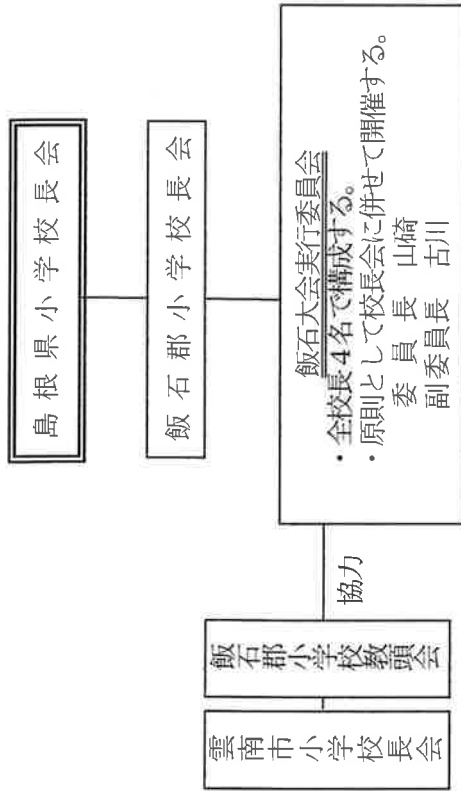 島根県小学校長会
飯石郡小学校長会
飯石大会実行委員会
・全校長４名で構成する。
・原則として校長会に併せて開催する。
委員長　山碕
副委員長　古川
協力
飯石郡小学校教頭会
雲南市小学校長会